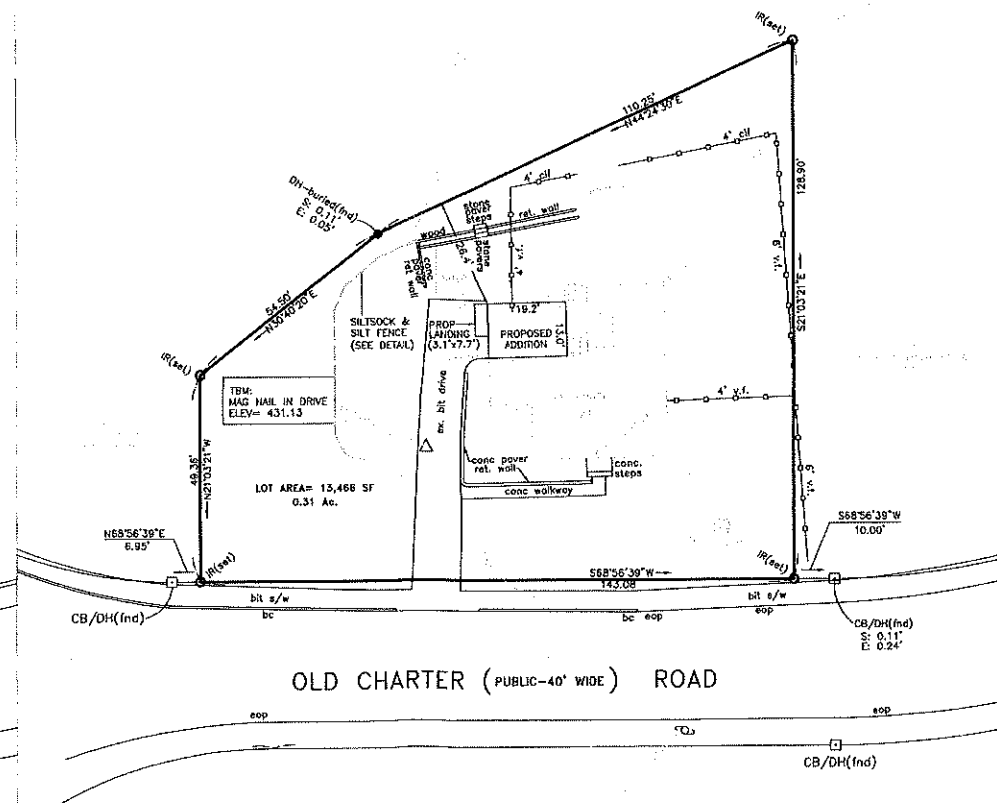 IR(set)
110.25'
N44°24'30"E
4' clf
128.90'
S21°03'21"E
6' v.f.
DH-buried(fnd)
S: 0.11'
E: 0.05'
4' clf
stone
paver
steps
ret. wall
wood
stone
pavers
conc
paver
ret wall
26.4'
4' v.f.
54.50'
N30°40'20"E
SILTSOCK &
SILT FENCE
(SEE DETAIL)
PROP
LANDING
(3.1'x7.7')
19.2'
PROPOSED
ADDITION
13.0'
IR(set)
TBM:
MAG NAIL IN DRIVE
ELEV= 431.13
ex. bit drive
4' v.f.
49.36'
N21°03'21"W
conc paver
ret. wall
conc.
steps
conc walkway
6' v.f.
LOT AREA= 13,466 SF
0.31 Ac.
N68°56'39"E
6.95'
IR(set)
S68°56'39"W
143.08
IR(set)
S68°56'39"W
10.00'
bit s/w
bc
bit s/w
bc
eop
eop
CB/DH(fnd)
CB/DH(fnd)
S: 0.11'
E: 0.24'
OLD CHARTER (PUBLIC-40' WIDE) ROAD
eop
eop
CB/DH(fnd)